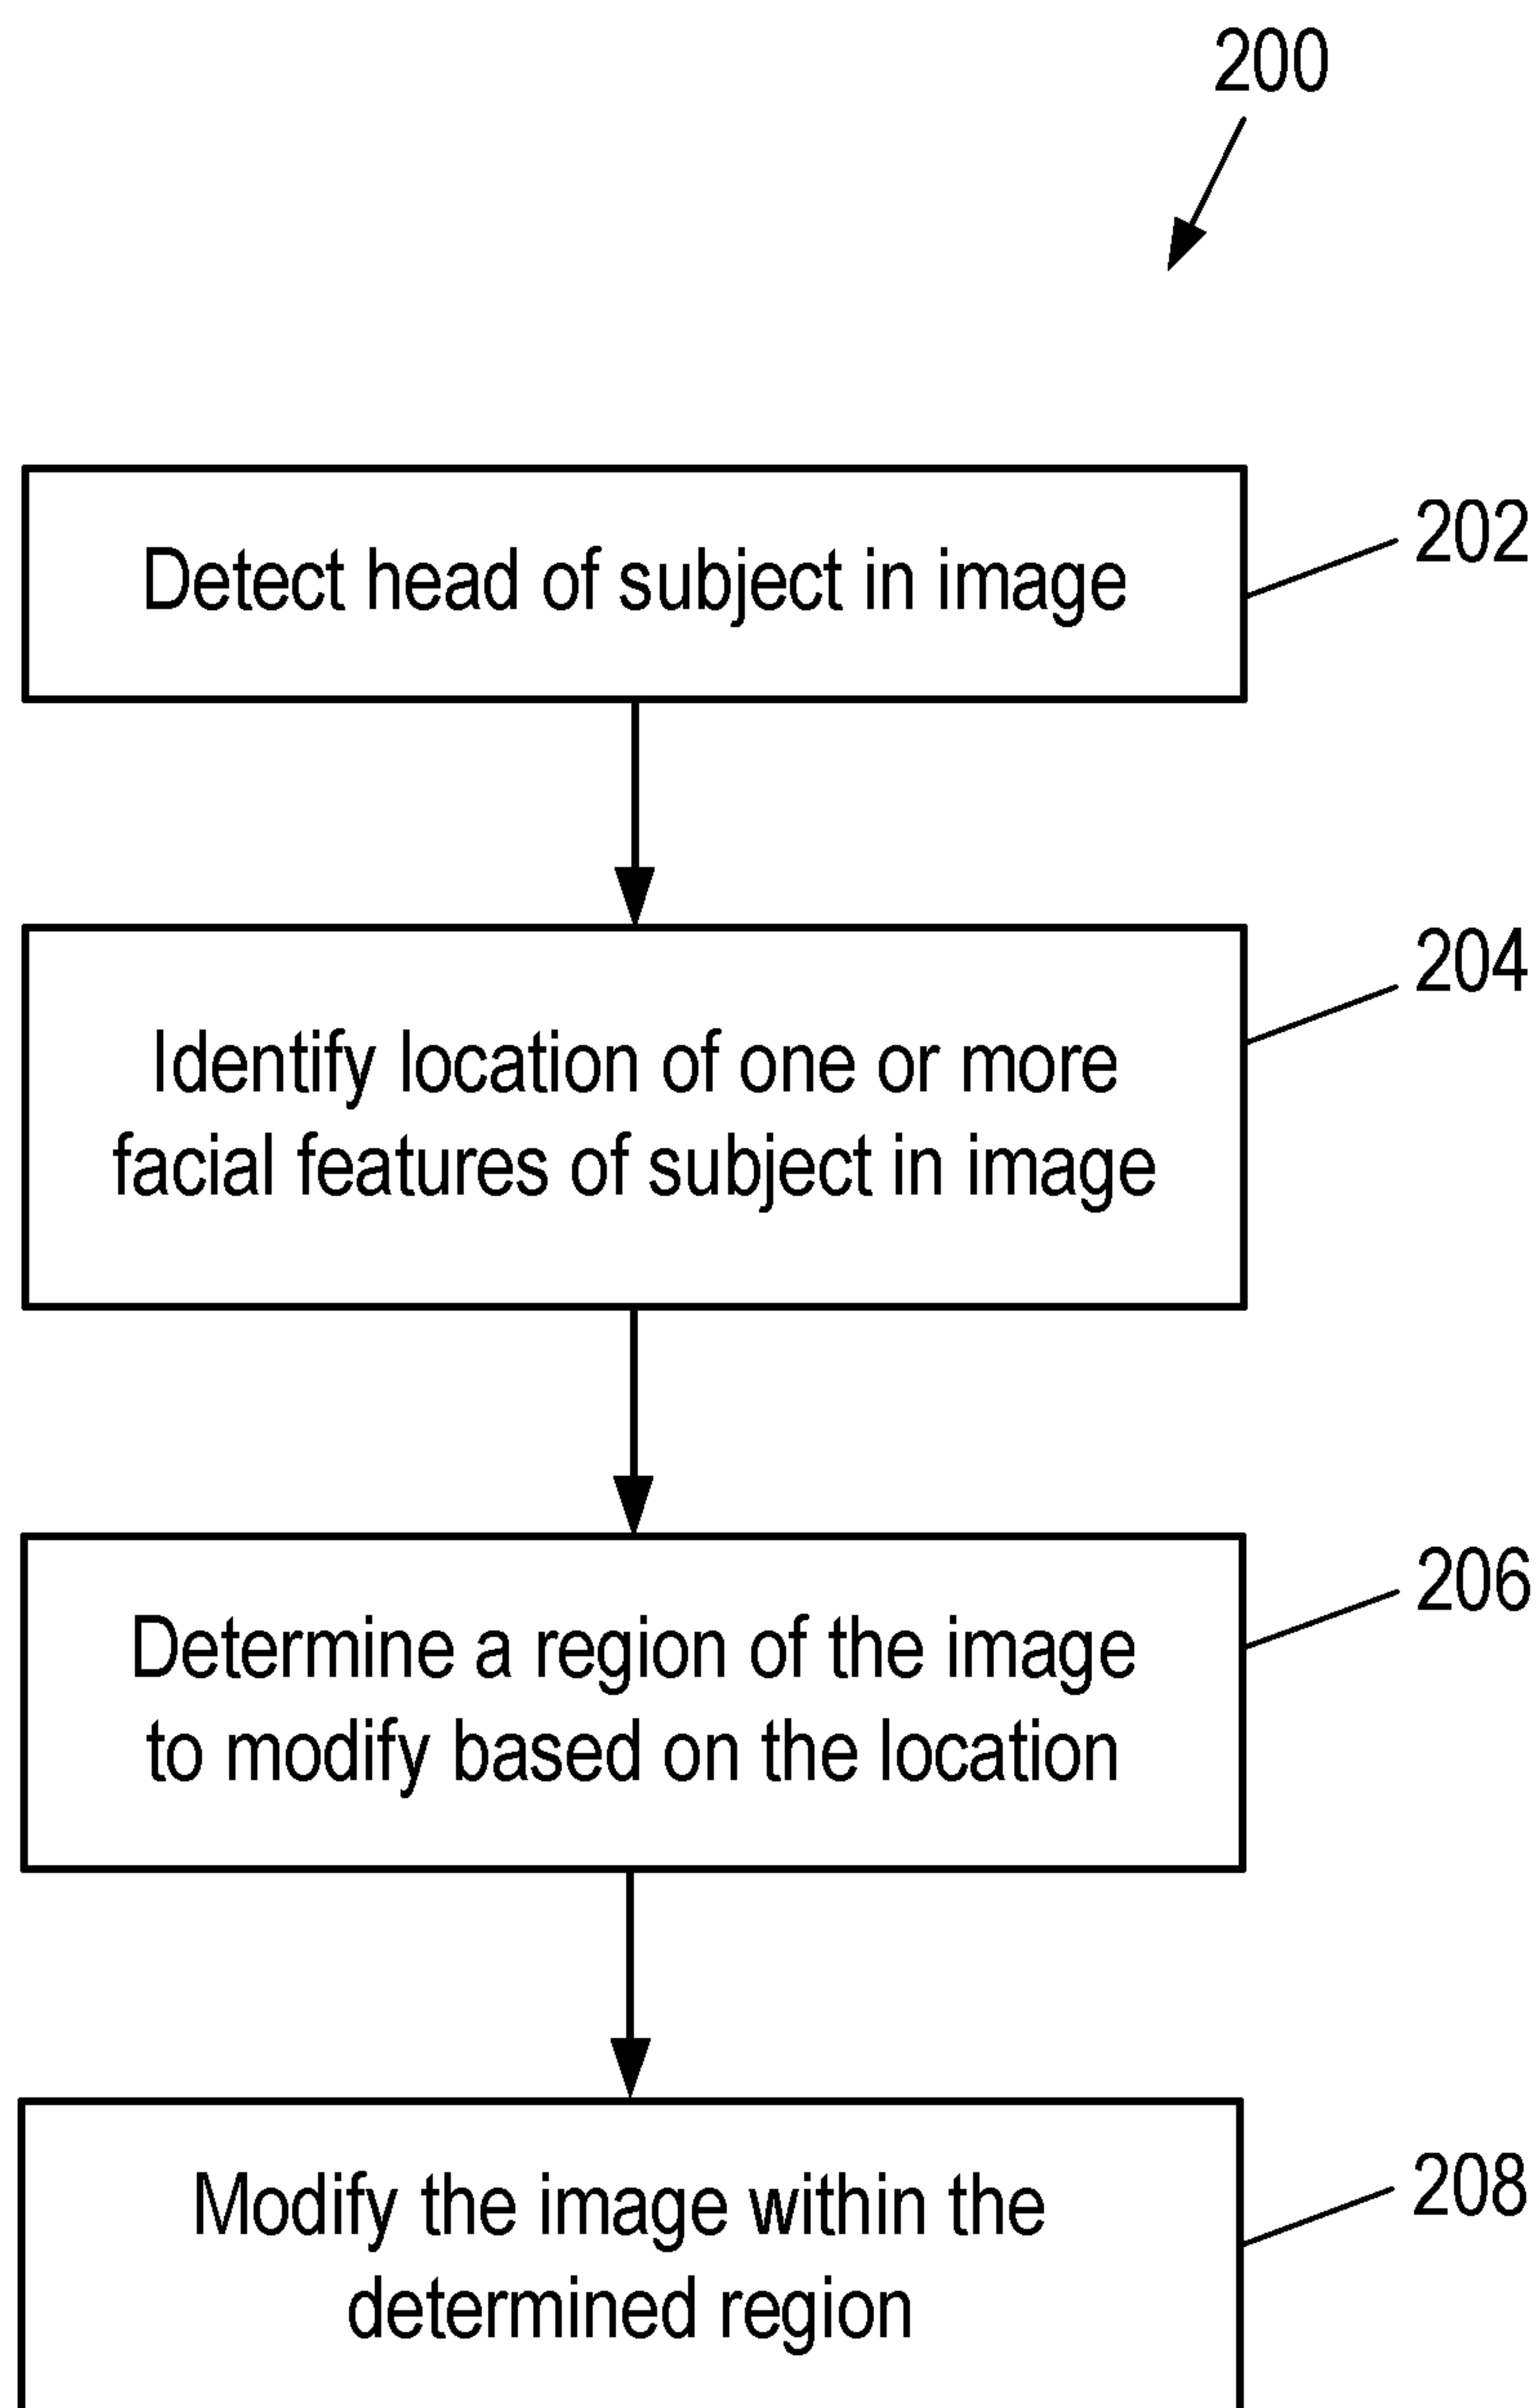 200
Detect head of subject in image
202
Identify location of one or more
facial features of subject in image
204
Determine a region of the image
to modify based on the location
206
Modify the image within the
determined region
208